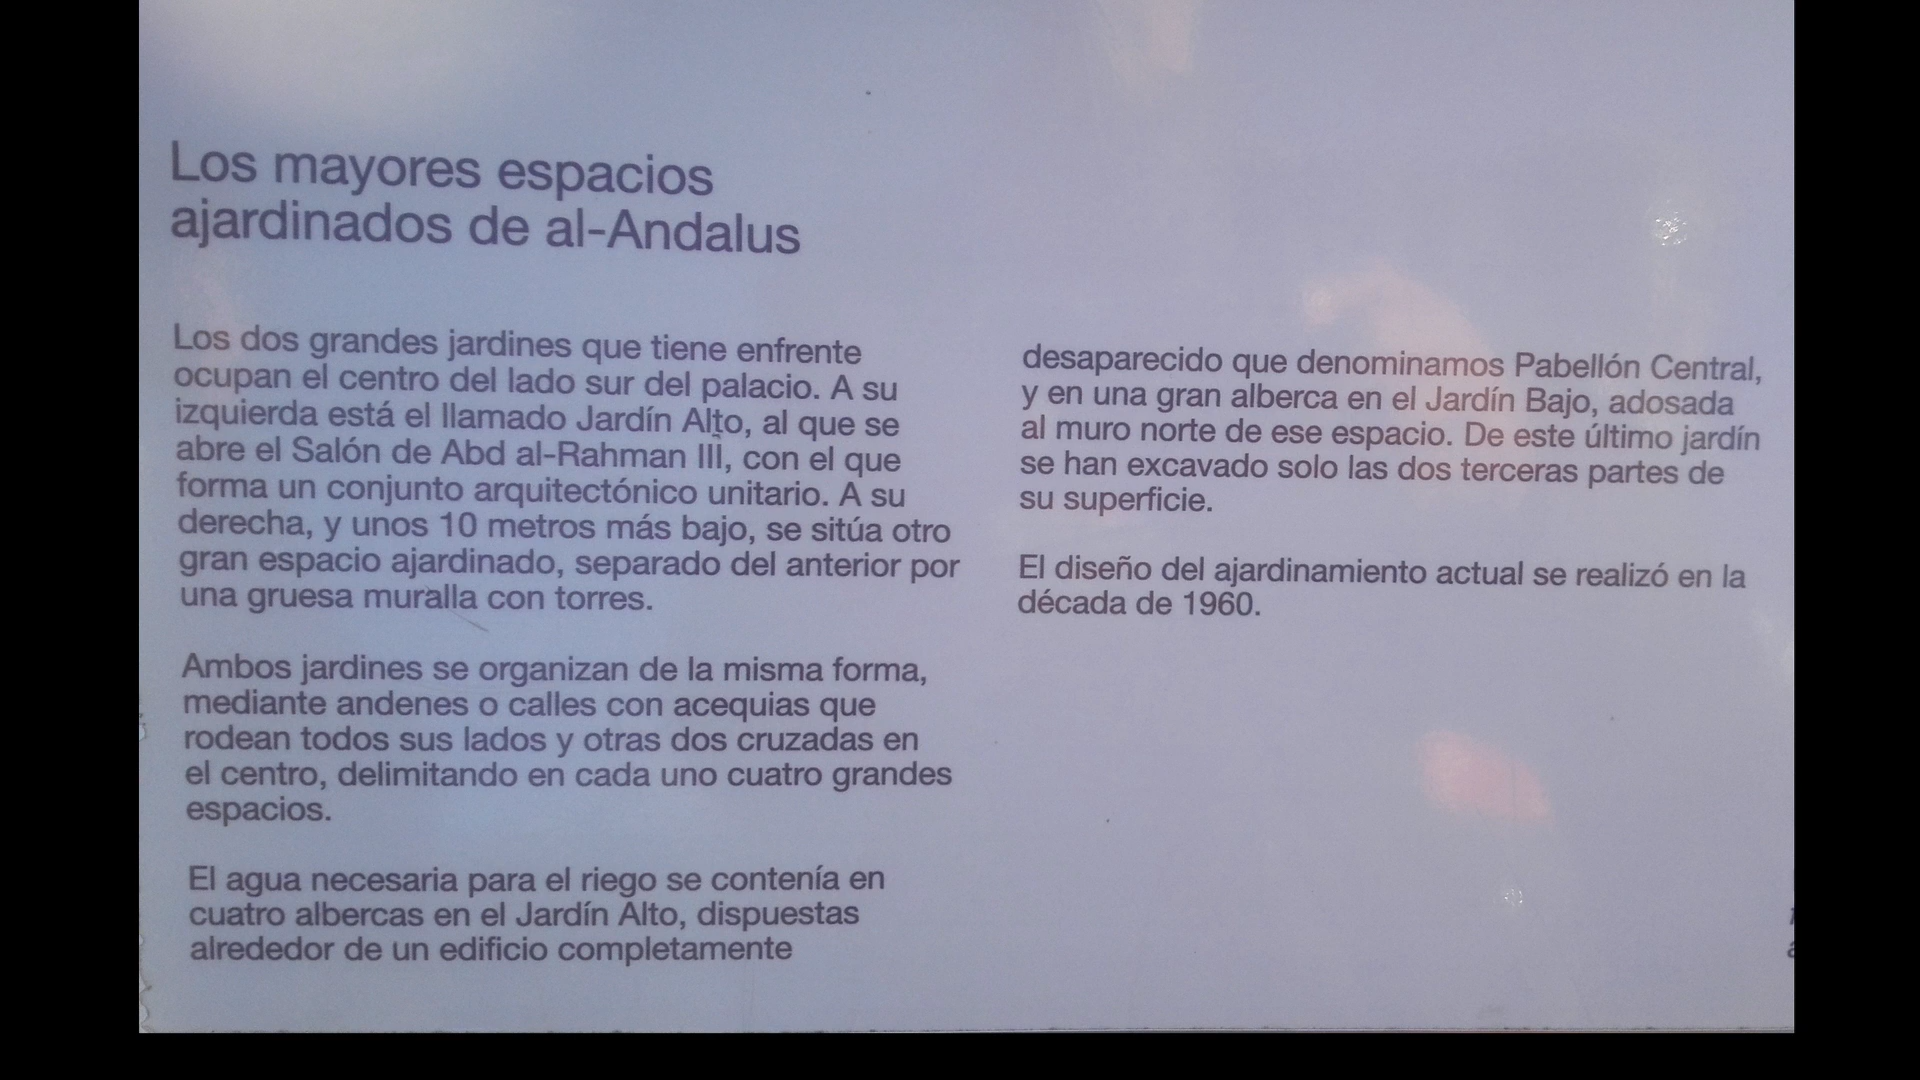 Los mayores espacios
ajardinados de al-Andalus
Los dos grandes jardines que tiene enfrente
ocupan el centro del lado sur del palacio. A su
izquierda está el llamado Jardín Alto, al que se
abre el Salón de Abd al-Rahman III, con el que
forma un conjunto arquitectónico unitario. A su
derecha, y unos 10 metros más bajo, se sitúa otro
gran espacio ajardinado, separado del anterior por
una gruesa muralla con torres.
Ambos jardines se organizan de la misma forma,
mediante andenes o calles con acequias que
rodean todos sus lados y otras dos cruzadas en
el centro, delimitando en cada uno cuatro grandes
espacios.
El agua necesaria para el riego se contenía en
cuatro albercas en el Jardín Alto, dispuestas
alrededor de un edificio completamente
desaparecido que denominamos Pabellón Central,
y en una gran alberca en el Jardín Bajo, adosada
al muro norte de ese espacio. De este último jardín
se han excavado solo las dos terceras partes de
su superficie.
El diseño del ajardinamiento actual se realizó en la
década de 1960.